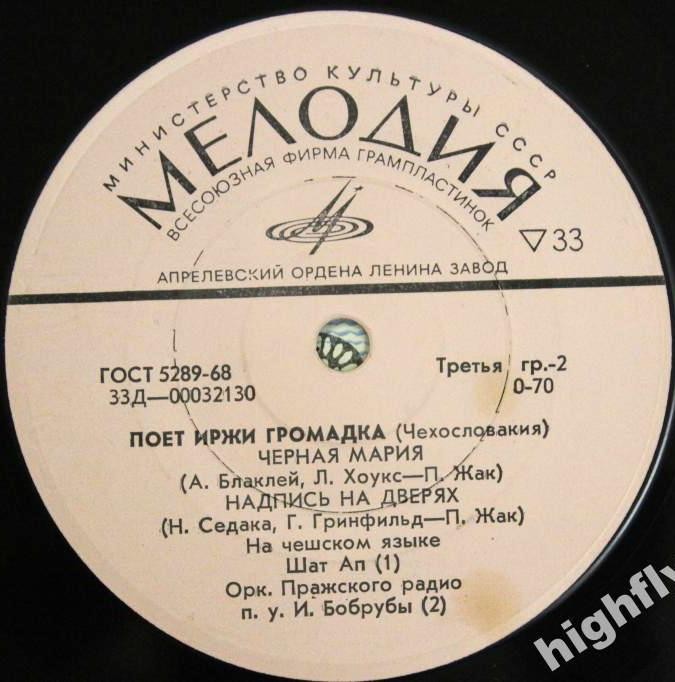 МИНИСТЕРСТВО КУЛЬТУРЫ СССР
МЕЛОДИЯ
ВСЕСОЮЗНАЯ ФИРМА ГРАМПЛАСТИНОК
▽ 33
АПРЕЛЕВСКИЙ ОРДЕНА ЛЕНИНА ЗАВОД
ГОСТ 5289-68
Третья гр.-2
33Д—00032130
0-70
ПОЕТ ИРЖИ ГРОМАДКА (Чехословакия)
ЧЕРНАЯ МАРИЯ
(А. Блаклей, Л. Хоукс—П. Жак)
НАДПИСЬ НА ДВЕРЯХ
(Н. Седака, Г. Гринфильд—П. Жак)
На чешском языке
Шат Ап (1)
Орк. Пражского радио
п. у. И. Бобрубы (2)